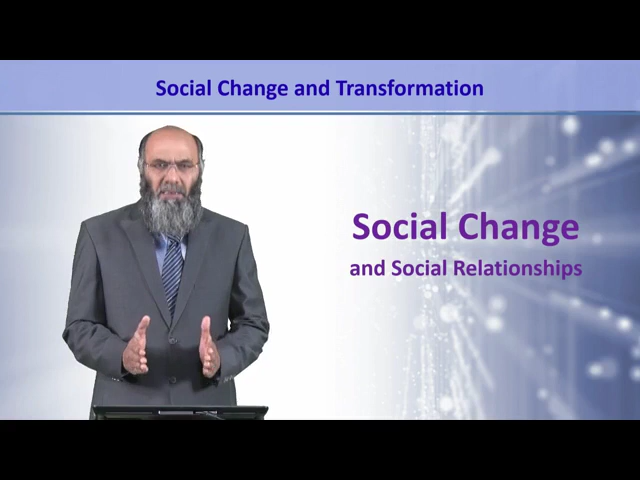 Social Change and Transformation
Social Change
and Social Relationships